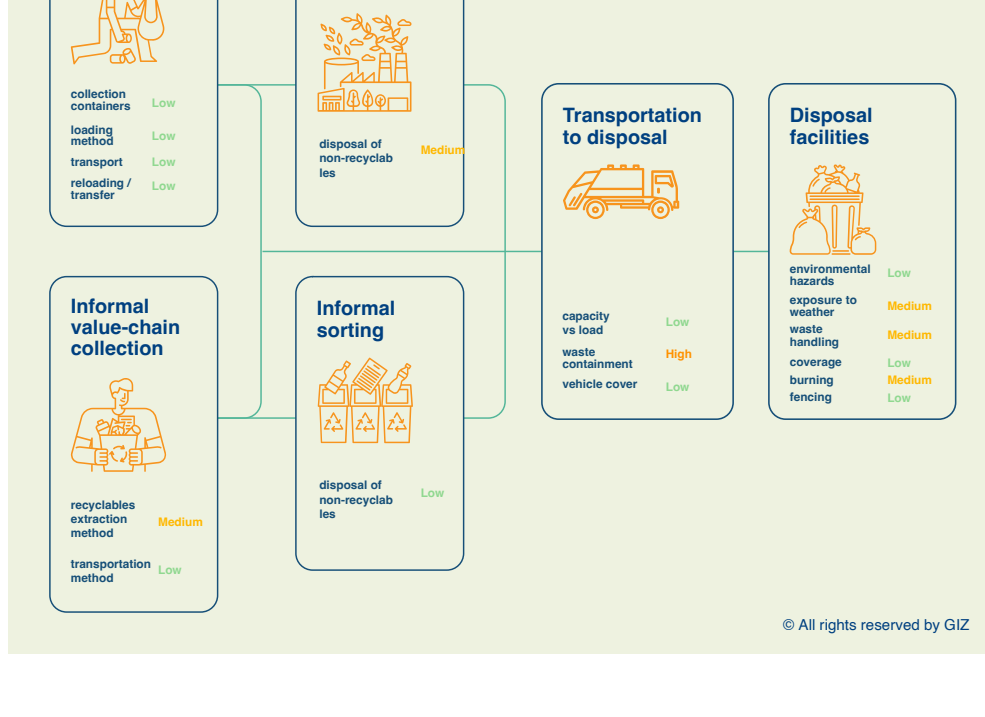 collection
containers
Low
loading
method
Low
transport
Low
reloading /
transfer
Low
disposal of
non-recyclab
les
Medium
Informal
value-chain
collection
recyclables
extraction
method
Medium
transportation
method
Low
Informal
sorting
disposal of
non-recyclab
les
Low
Transportation
to disposal
capacity
vs load
Low
waste
containment
High
vehicle cover
Low
Disposal
facilities
environmental
hazards
Low
exposure to
weather
Medium
waste
handling
Medium
coverage
Low
burning
Medium
fencing
Low
© All rights reserved by GIZ